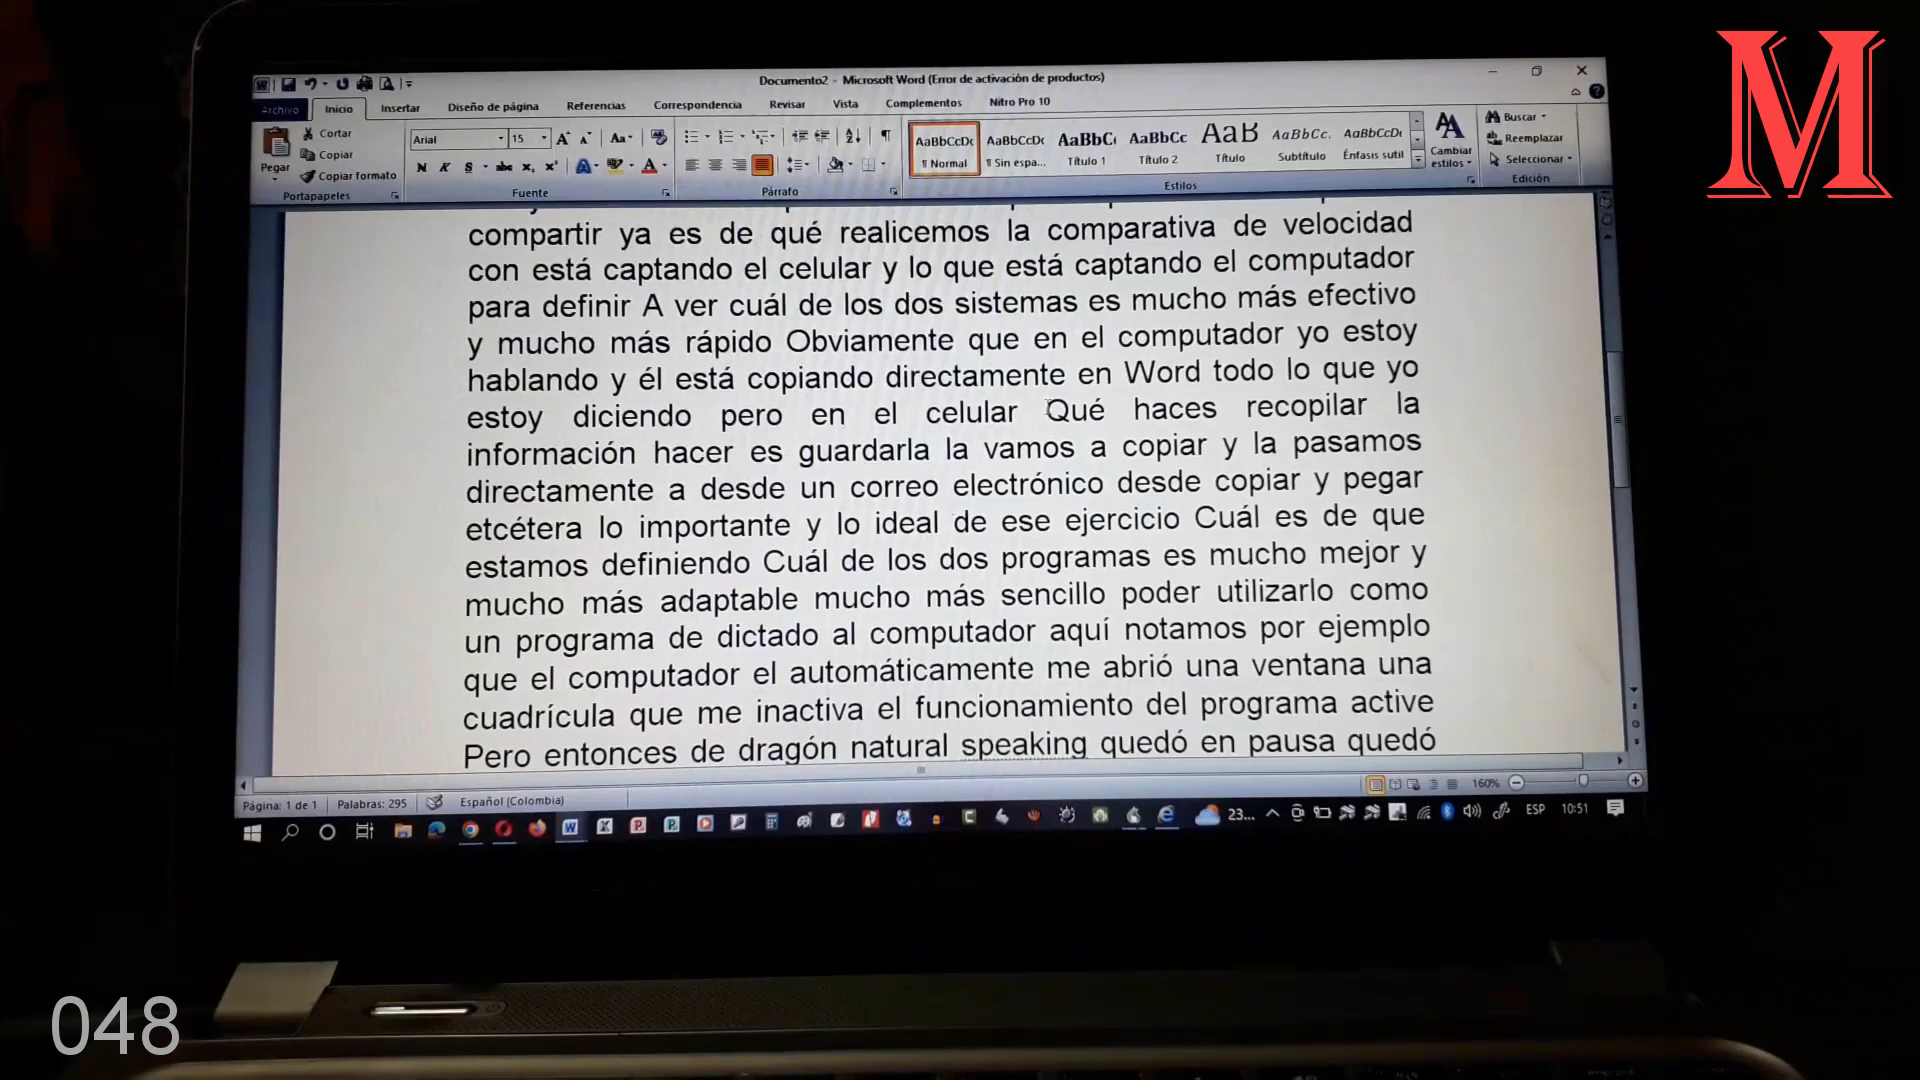 M
Documento2 - Microsoft Word (Error de activación de productos)
Archivo Inicio Insertar Diseño de página Referencias Correspondencia Revisar Vista Complementos Nitro Pro 10
Pegar
Cortar
Copiar
Copiar formato
Portapapeles
Arial 15
Fuente
Párrafo
AaBbCcDc AaBbCcDc AaBbC AaBbCc AaB AaBbCc. AaBbCcDi
¶ Normal ¶ Sin espa... Título 1 Título 2 Título Subtítulo Énfasis sutil
Cambiar
estilos
Estilos
Buscar
Reemplazar
Seleccionar
Edición
compartir ya es de qué realicemos la comparativa de velocidad
con está captando el celular y lo que está captando el computador
para definir A ver cuál de los dos sistemas es mucho más efectivo
y mucho más rápido Obviamente que en el computador yo estoy
hablando y él está copiando directamente en Word todo lo que yo
estoy diciendo pero en el celular Qué haces recopilar la
información hacer es guardarla la vamos a copiar y la pasamos
directamente a desde un correo electrónico desde copiar y pegar
etcétera lo importante y lo ideal de ese ejercicio Cuál es de que
estamos definiendo Cuál de los dos programas es mucho mejor y
mucho más adaptable mucho más sencillo poder utilizarlo como
un programa de dictado al computador aquí notamos por ejemplo
que el computador el automáticamente me abrió una ventana una
cuadrícula que me inactiva el funcionamiento del programa active
Pero entonces de dragón natural speaking quedó en pausa quedó
Página: 1 de 1 Palabras: 295 Español (Colombia) 160%
23... ESP 10:51
048